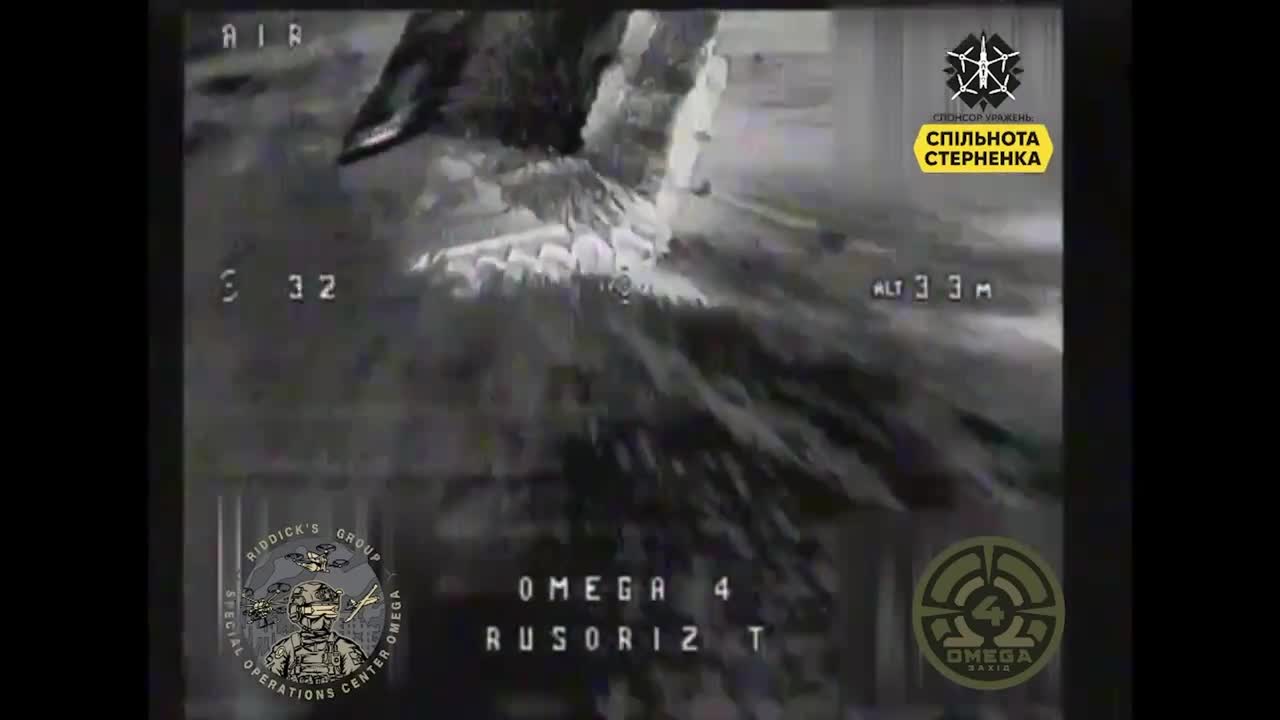 AIR
СПОНСОР УРАЖЕНЬ:
СПІЛЬНОТА
СТЕРНЕНКА
S 32
ALT 33 M
RIDDICK'S GROUP
SPECIAL OPERATIONS CENTER OMEGA
OMEGA 4
RUSORIZ T
4
OMEGA
ЗАХІД